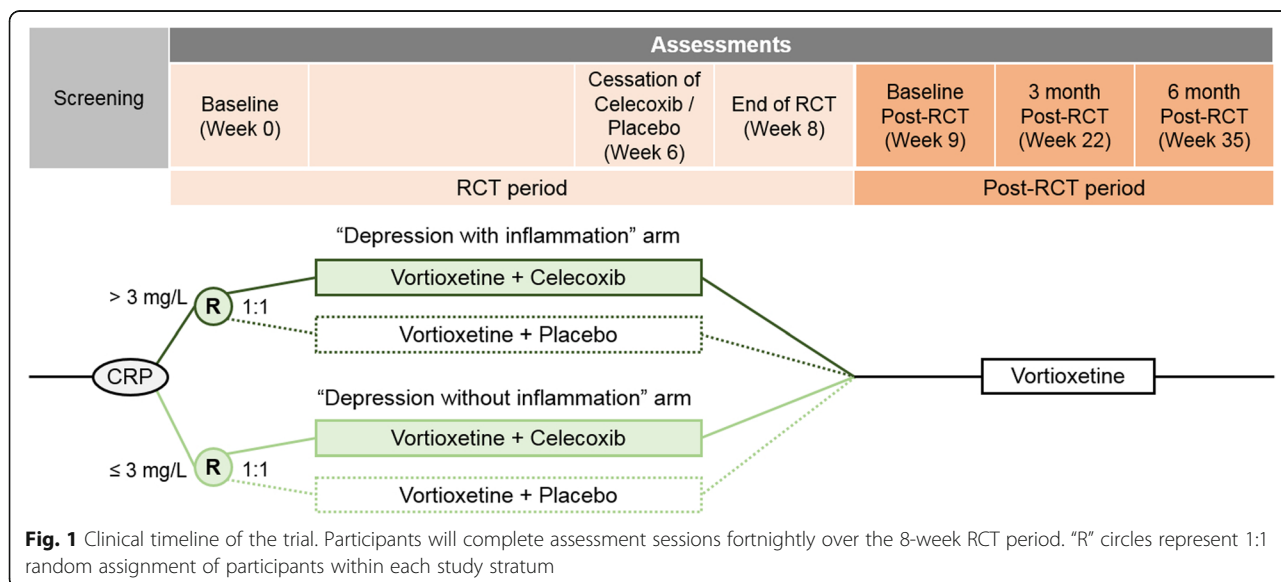 Assessments
Screening
Baseline
(Week 0)
Cessation of
Celecoxib /
Placebo
(Week 6)
End of RCT
(Week 8)
Baseline
Post-RCT
(Week 9)
3 month
Post-RCT
(Week 22)
6 month
Post-RCT
(Week 35)
RCT period
Post-RCT period
“Depression with inflammation” arm
Vortioxetine + Celecoxib
> 3 mg/L
R
1:1
Vortioxetine + Placebo
CRP
Vortioxetine
“Depression without inflammation” arm
Vortioxetine + Celecoxib
≤ 3 mg/L
R
1:1
Vortioxetine + Placebo
Fig. 1 Clinical timeline of the trial. Participants will complete assessment sessions fortnightly over the 8-week RCT period. “R” circles represent 1:1
random assignment of participants within each study stratum